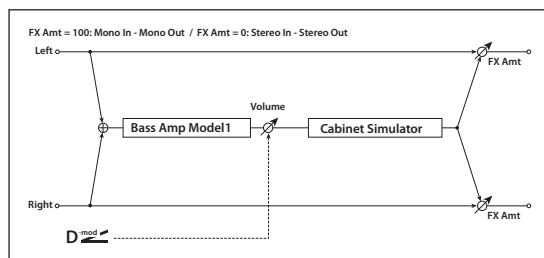 FX Amt = 100: Mono In - Mono Out / FX Amt = 0: Stereo In - Stereo Out
Left
FX Amt
Volume
Bass Amp Model1
Cabinet Simulator
Right
FX Amt
D-mod